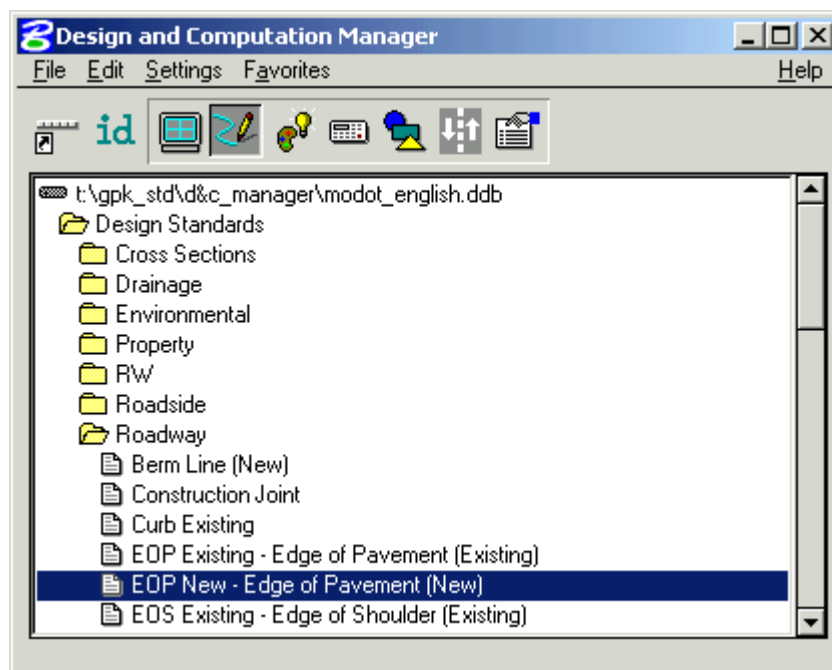 Design and Computation Manager
File Edit Settings Favorites Help
id
t:\gpk_std\d&c_manager\modot_english.ddb
Design Standards
Cross Sections
Drainage
Environmental
Property
RW
Roadside
Roadway
Berm Line (New)
Construction Joint
Curb Existing
EOP Existing - Edge of Pavement (Existing)
EOP New - Edge of Pavement (New)
EOS Existing - Edge of Shoulder (Existing)